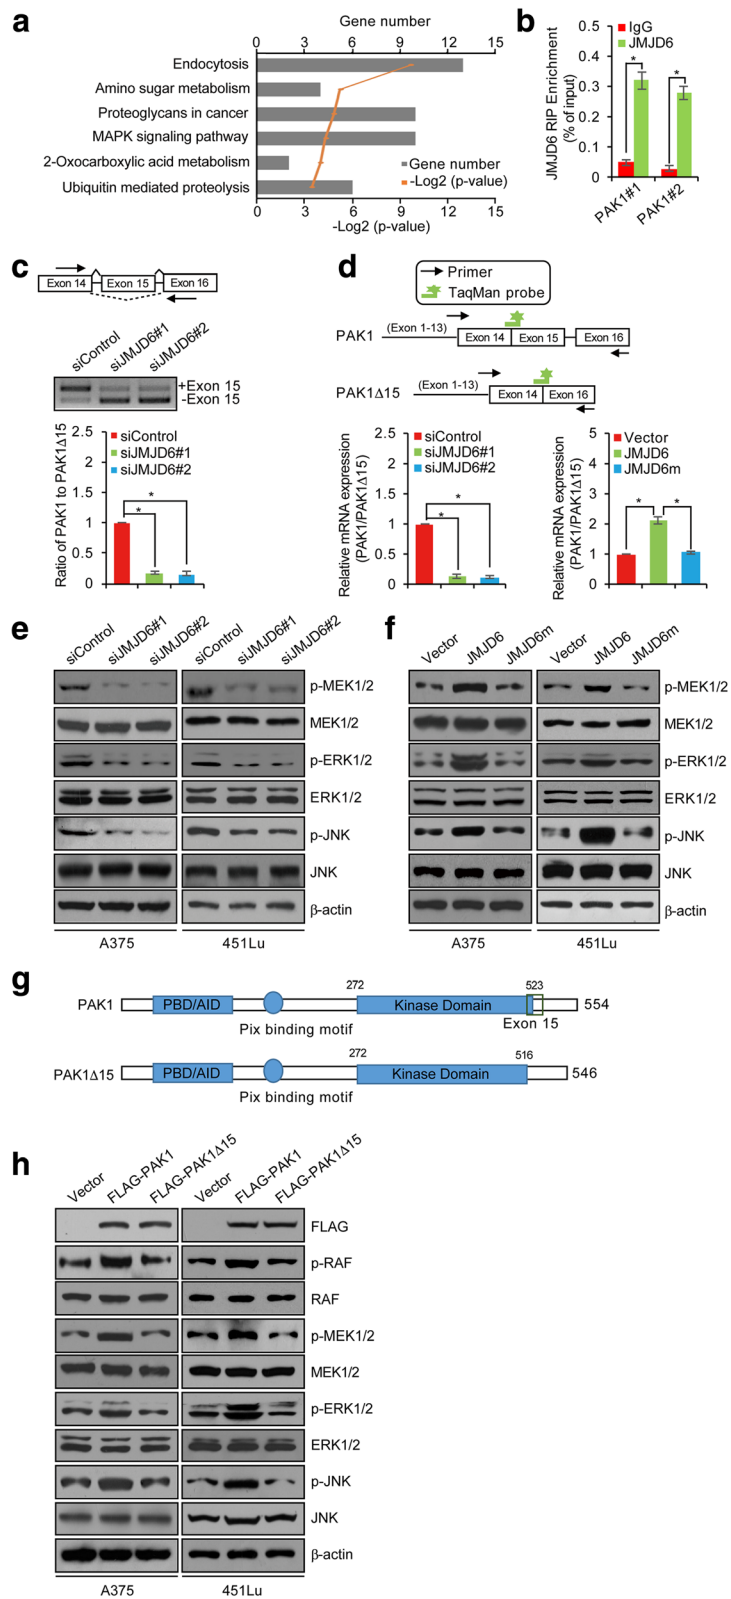 a
Gene number
0 3 6 9 12 15
Endocytosis
Amino sugar metabolism
Proteoglycans in cancer
MAPK signaling pathway
2-Oxocarboxylic acid metabolism
Ubiquitin mediated proteolysis
Gene number
-Log2 (p-value)
0 3 6 9 12 15
-Log2 (p-value)
b
IgG
JMJD6
JMJD6 RIP Enrichment
(% of input)
0.5
0.4
0.3
0.2
0.1
0
* *
PAK1#1 PAK1#2
c
Exon 14 Exon 15 Exon 16
siControl siJMJD6#1 siJMJD6#2
+Exon 15
-Exon 15
Ratio of PAK1 to PAK1Δ15
2.5
2
1.5
1
0.5
0
siControl
siJMJD6#1
siJMJD6#2
*
*
d
Primer
TaqMan probe
PAK1 (Exon 1-13) Exon 14 Exon 15 Exon 16
PAK1Δ15 (Exon 1-13) Exon 14 Exon 16
Relative mRNA expression
(PAK1/PAK1Δ15)
2.5
2
1.5
1
0.5
0
siControl
siJMJD6#1
siJMJD6#2
*
*
Relative mRNA expression
(PAK1/PAK1Δ15)
5
4
3
2
1
0
Vector
JMJD6
JMJD6m
* *
e
siControl siJMJD6#1 siJMJD6#2 siControl siJMJD6#1 siJMJD6#2
p-MEK1/2
MEK1/2
p-ERK1/2
ERK1/2
p-JNK
JNK
β-actin
A375 451Lu
f
Vector JMJD6 JMJD6m Vector JMJD6 JMJD6m
p-MEK1/2
MEK1/2
p-ERK1/2
ERK1/2
p-JNK
JNK
β-actin
A375 451Lu
g
272 523
PAK1 PBD/AID Kinase Domain 554
Pix binding motif Exon 15
272 516
PAK1Δ15 PBD/AID Kinase Domain 546
Pix binding motif
h
Vector FLAG-PAK1 FLAG-PAK1Δ15 Vector FLAG-PAK1 FLAG-PAK1Δ15
FLAG
p-RAF
RAF
p-MEK1/2
MEK1/2
p-ERK1/2
ERK1/2
p-JNK
JNK
β-actin
A375 451Lu